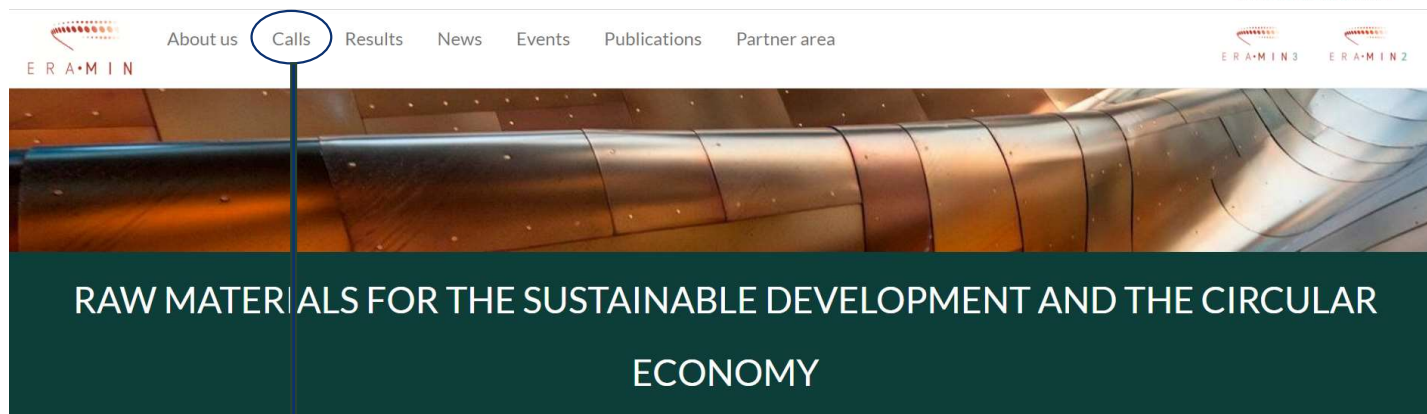 About us Calls Results News Events Publications Partner area
ERA•MIN
ERA•MIN3 ERA•MIN2
RAW MATERIALS FOR THE SUSTAINABLE DEVELOPMENT AND THE CIRCULAR
ECONOMY